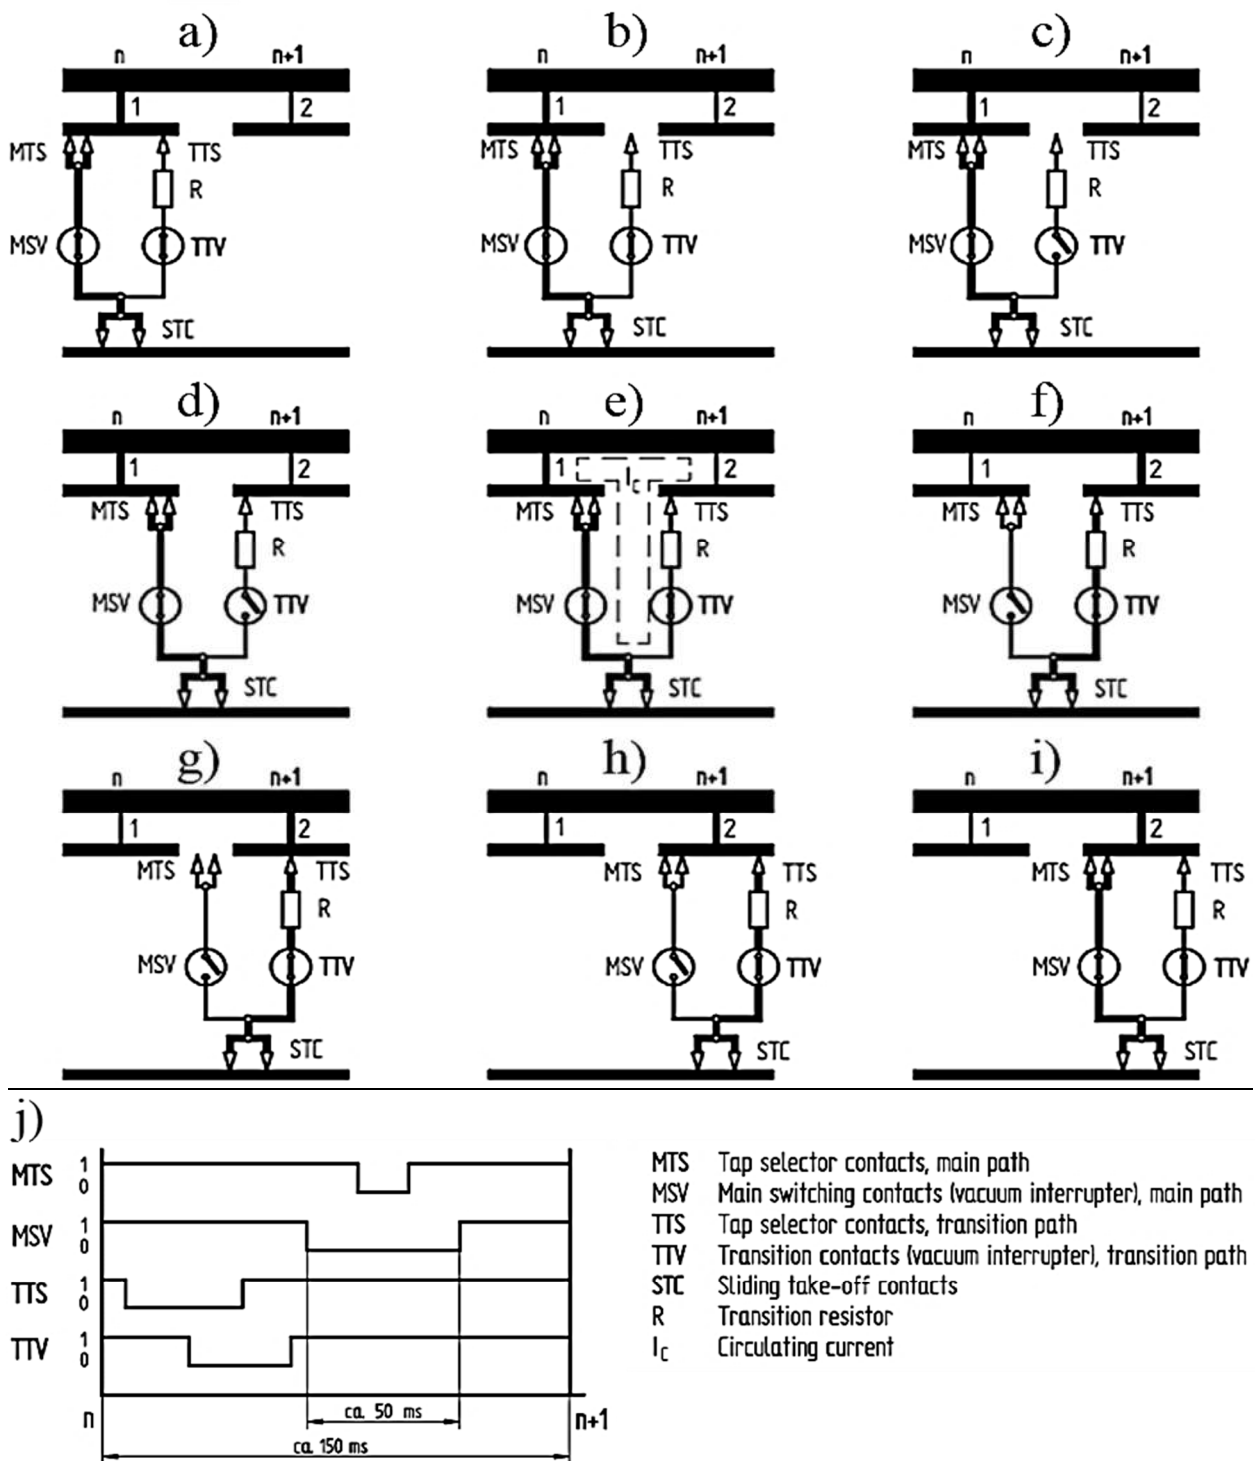 a) b) c)
n n+1 n n+1 n n+1
1 2 1 2 1 2
MTS TTS MTS TTS MTS TTS
R R R
MSV TTV MSV TTV MSV TTV
STC STC STC
d) e) f)
n n+1 n n+1 n n+1
1 2 1 I_C 2 1 2
MTS TTS MTS TTS MTS TTS
R R R
MSV TTV MSV TTV MSV TTV
STC STC STC
g) h) i)
n n+1 n n+1 n n+1
1 2 1 2 1 2
MTS TTS MTS TTS MTS TTS
R R R
MSV TTV MSV TTV MSV TTV
STC STC STC
j)
MTS 1
0
MSV 1
0
TTS 1
0
TTV 1
0
n ca. 50 ms n+1
ca. 150 ms
MTS Tap selector contacts, main path
MSV Main switching contacts (vacuum interrupter), main path
TTS Tap selector contacts, transition path
TTV Transition contacts (vacuum interrupter), transition path
STC Sliding take-off contacts
R Transition resistor
I_C Circulating current